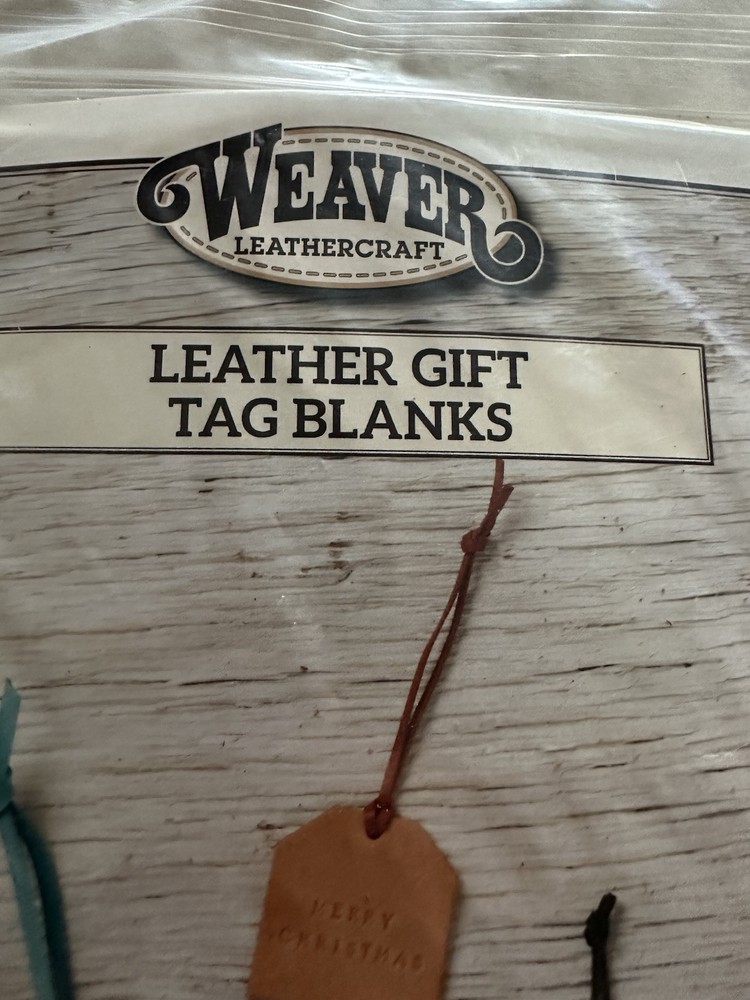 WEAVER
LEATHERCRAFT
LEATHER GIFT
TAG BLANKS
MERRY
CHRISTMAS